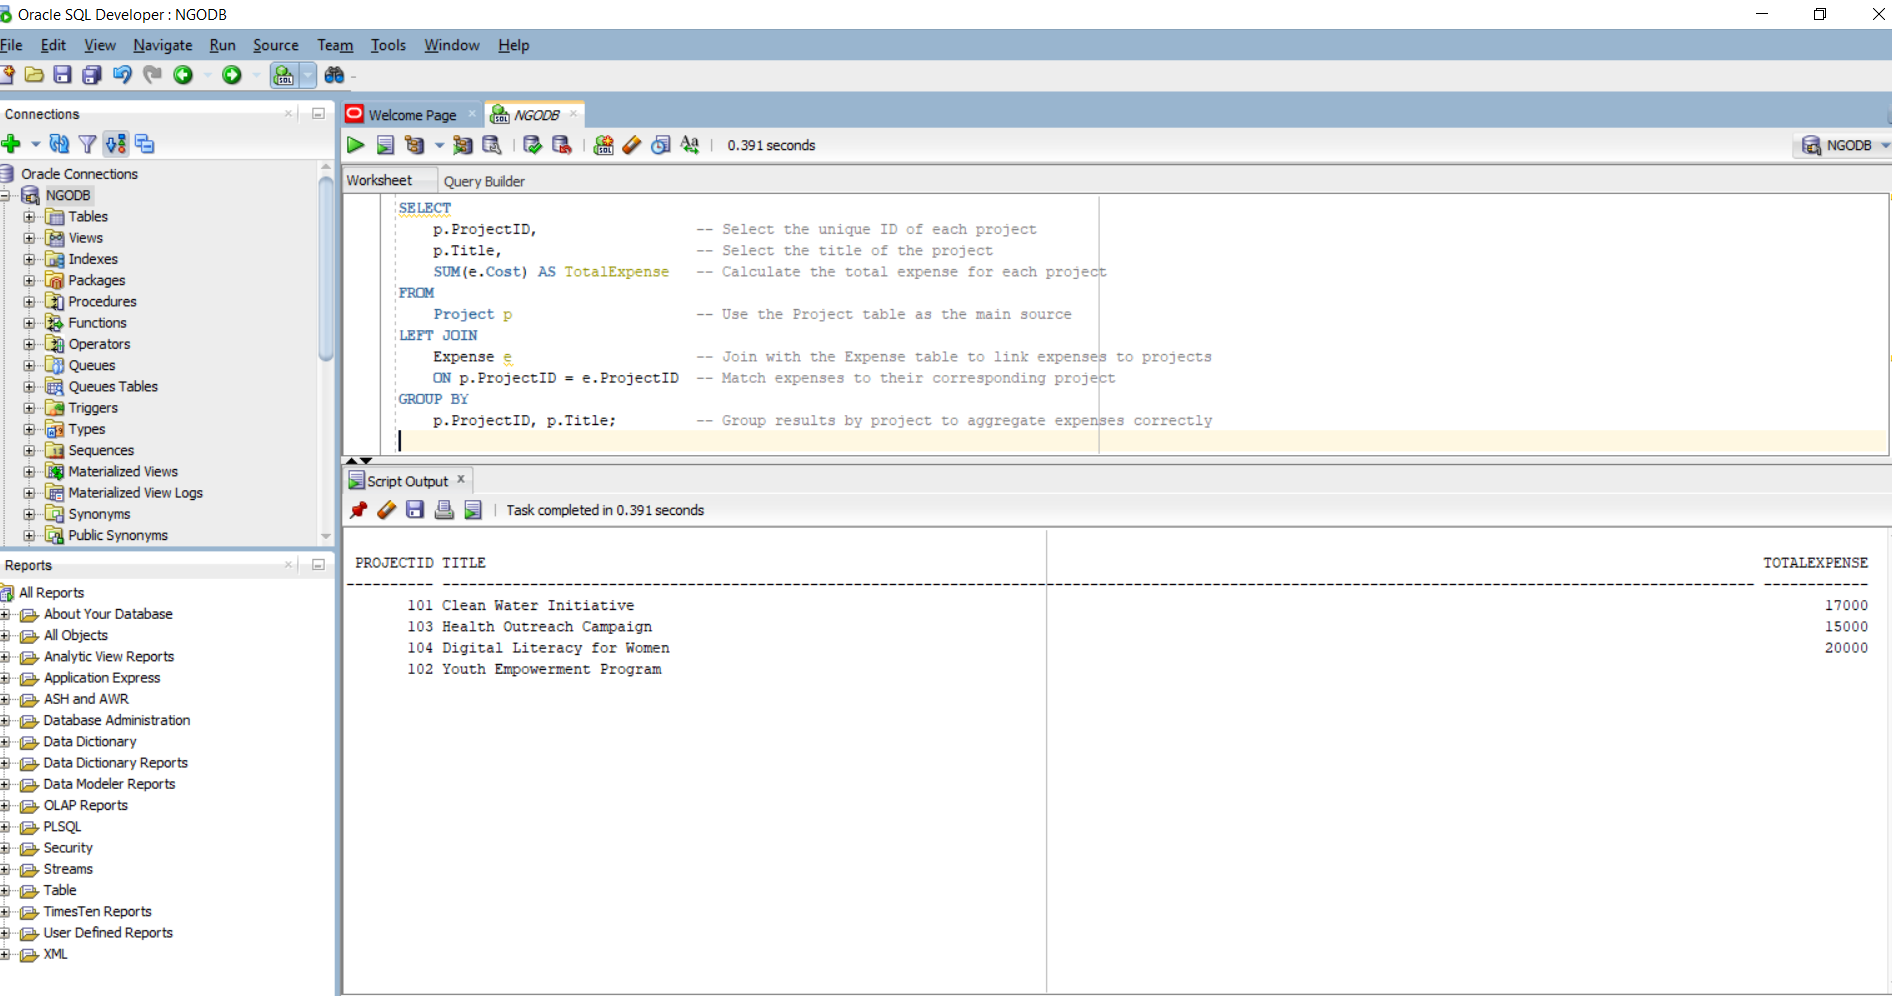 Oracle SQL Developer : NGODB
File Edit View Navigate Run Source Team Tools Window Help
Connections
Oracle Connections
NGODB
Tables
Views
Indexes
Packages
Procedures
Functions
Operators
Queues
Queues Tables
Triggers
Types
Sequences
Materialized Views
Materialized View Logs
Synonyms
Public Synonyms
Reports
All Reports
About Your Database
All Objects
Analytic View Reports
Application Express
ASH and AWR
Database Administration
Data Dictionary
Data Dictionary Reports
Data Modeler Reports
OLAP Reports
PLSQL
Security
Streams
Table
TimesTen Reports
User Defined Reports
XML
Welcome Page NGODB
0.391 seconds NGODB
Worksheet Query Builder
SELECT
p.ProjectID, -- Select the unique ID of each project
p.Title, -- Select the title of the project
SUM(e.Cost) AS TotalExpense -- Calculate the total expense for each project
FROM
Project p -- Use the Project table as the main source
LEFT JOIN
Expense e -- Join with the Expense table to link expenses to projects
ON p.ProjectID = e.ProjectID -- Match expenses to their corresponding project
GROUP BY
p.ProjectID, p.Title; -- Group results by project to aggregate expenses correctly
Script Output
Task completed in 0.391 seconds
PROJECTID TITLE TOTALEXPENSE
101 Clean Water Initiative 17000
103 Health Outreach Campaign 15000
104 Digital Literacy for Women 20000
102 Youth Empowerment Program